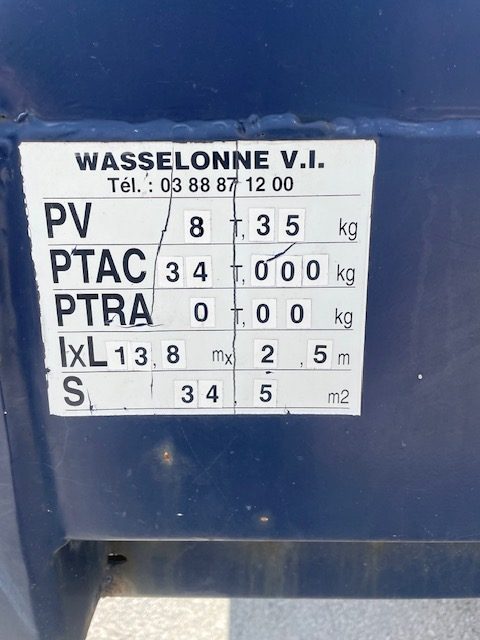 WASSELONNE V.I.
Tél. : 03 88 87 12 00
PV 8 T, 35 kg
PTAC 34 T, 000 kg
PTRA 0 T, 00 kg
lxL 13,8 mx 2,5 m
S 34,5 m2